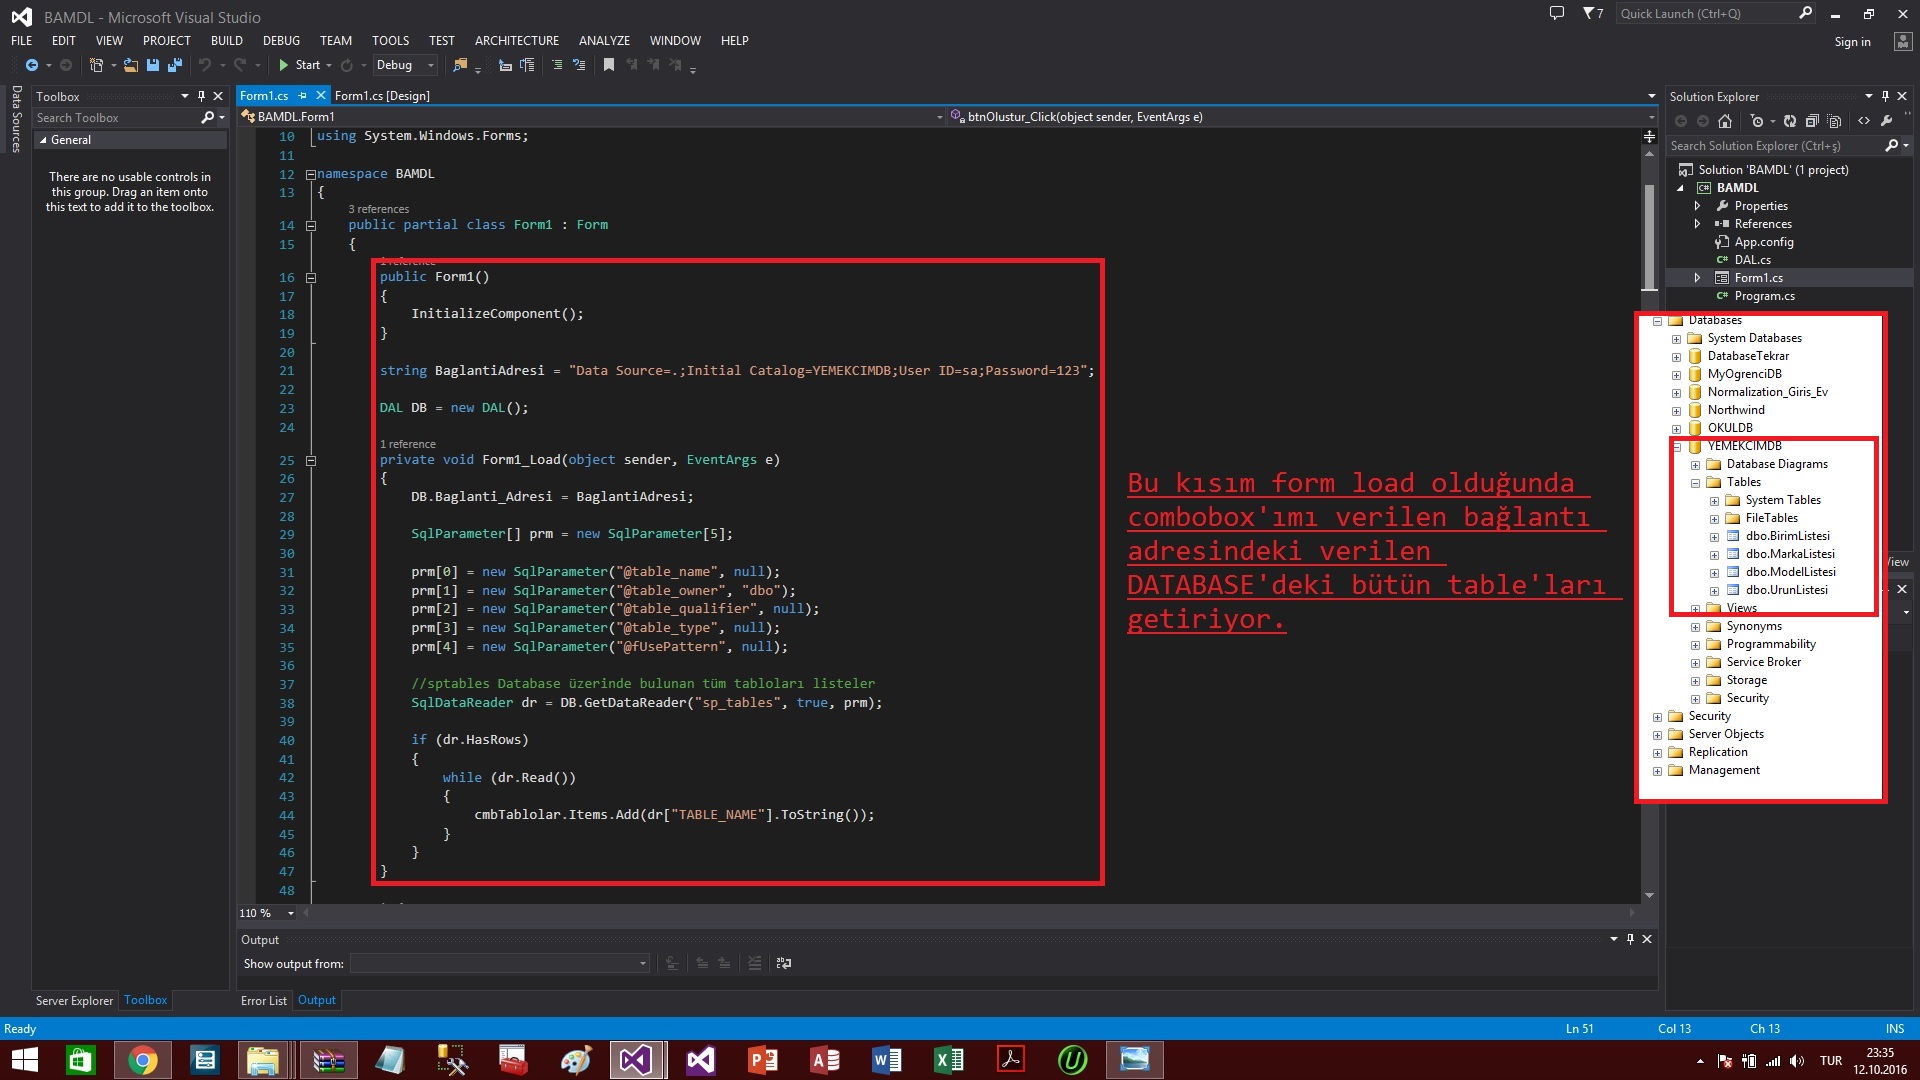 BAMDL - Microsoft Visual Studio
7
Quick Launch (Ctrl+Q)
FILE EDIT VIEW PROJECT BUILD DEBUG TEAM TOOLS TEST ARCHITECTURE ANALYZE WINDOW HELP
Sign in
Start Debug
Data Sources
Toolbox
Search Toolbox
General
There are no usable controls in
this group. Drag an item onto
this text to add it to the toolbox.
Server Explorer Toolbox
Form1.cs Form1.cs [Design]
BAMDL.Form1 btnOlustur_Click(object sender, EventArgs e)
10 using System.Windows.Forms;
11
12 namespace BAMDL
13 {
3 references
14 public partial class Form1 : Form
15 {
1 reference
16 public Form1()
17 {
18 InitializeComponent();
19 }
20
21 string BaglantiAdresi = "Data Source=.;Initial Catalog=YEMEKCIMDB;User ID=sa;Password=123";
22
23 DAL DB = new DAL();
24
1 reference
25 private void Form1_Load(object sender, EventArgs e)
26 {
27 DB.Baglanti_Adresi = BaglantiAdresi;
28
29 SqlParameter[] prm = new SqlParameter[5];
30
31 prm[0] = new SqlParameter("@table_name", null);
32 prm[1] = new SqlParameter("@table_owner", "dbo");
33 prm[2] = new SqlParameter("@table_qualifier", null);
34 prm[3] = new SqlParameter("@table_type", null);
35 prm[4] = new SqlParameter("@fUsePattern", null);
36
37 //sptables Database üzerinde bulunan tüm tabloları listeler
38 SqlDataReader dr = DB.GetDataReader("sp_tables", true, prm);
39
40 if (dr.HasRows)
41 {
42 while (dr.Read())
43 {
44 cmbTablolar.Items.Add(dr["TABLE_NAME"].ToString());
45 }
46 }
47 }
48
Bu kısım form load olduğunda
combobox'ımı verilen bağlantı
adresindeki verilen
DATABASE'deki bütün table'ları
getiriyor.
110 %
Output
Show output from:
Error List Output
Solution Explorer
Search Solution Explorer (Ctrl+ş)
Solution 'BAMDL' (1 project)
BAMDL
Properties
References
App.config
DAL.cs
Form1.cs
Program.cs
Databases
System Databases
DatabaseTekrar
MyOgrenciDB
Normalization_Giris_Ev
Northwind
OKULDB
YEMEKCIMDB
Database Diagrams
Tables
System Tables
FileTables
dbo.BirimListesi
dbo.MarkaListesi
dbo.ModelListesi
dbo.UrunListesi
Views
Synonyms
Programmability
Service Broker
Storage
Security
Security
Server Objects
Replication
Management
View
Ready Ln 51 Col 13 Ch 13 INS
TUR
23:35
12.10.2016